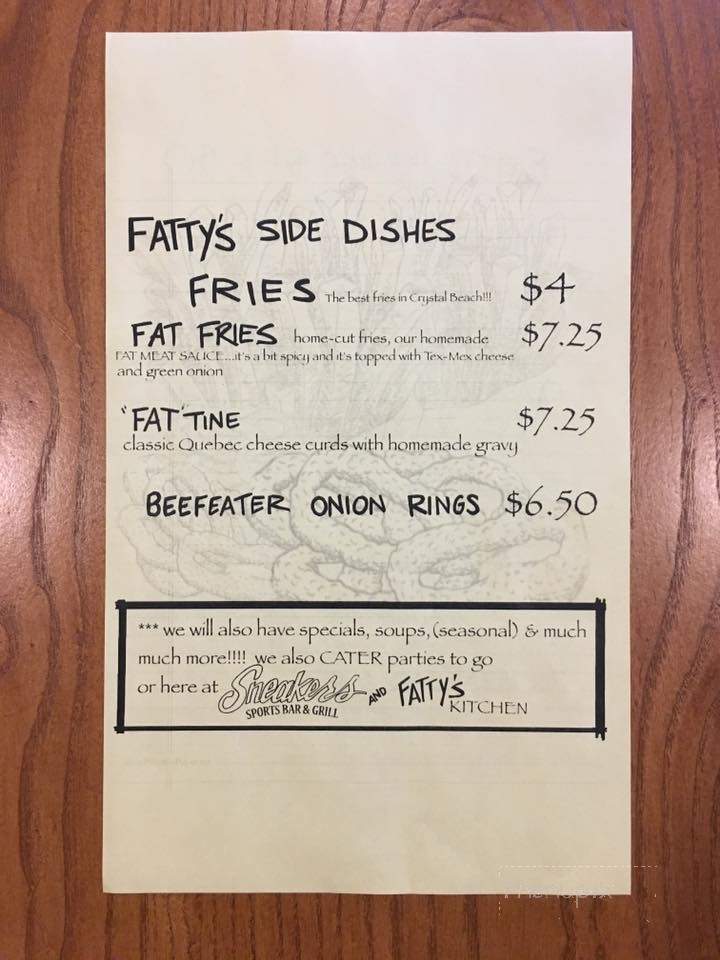 FATTY'S SIDE DISHES
FRIES The best fries in Crystal Beach!!! $4
FAT FRIES home-cut fries, our homemade $7.25
FAT MEAT SAUCE...it's a bit spicy and it's topped with Tex-Mex cheese
and green onion
"FAT"TINE $7.25
classic Quebec cheese curds with homemade gravy
BEEFEATER ONION RINGS $6.50
*** we will also have specials, soups, (seasonal) & much
much more!!!! we also CATER parties to go
or here at Sneakers AND FATTY'S
SPORTS BAR & GRILL KITCHEN